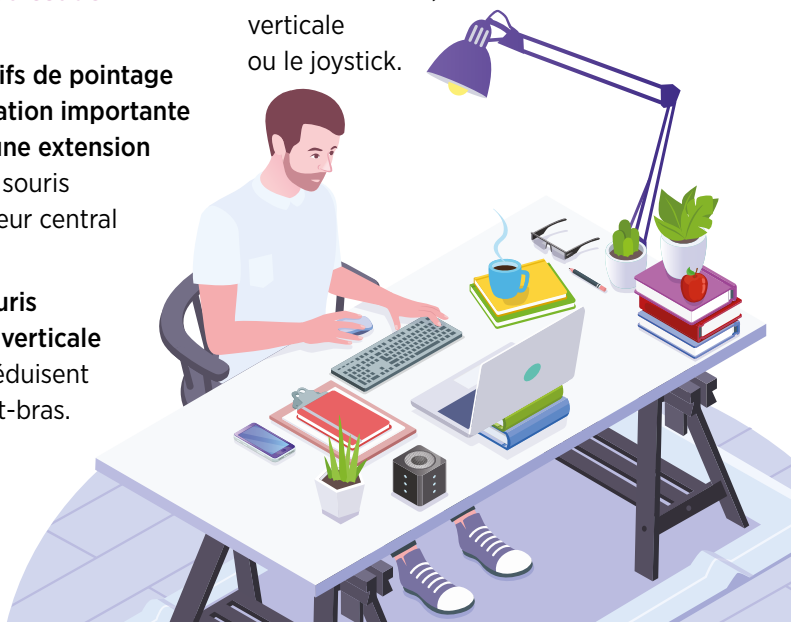 verticale
ou le joystick.
ifs de pointage
ation importante
une extension
souris
eur central
uris
verticale
éduisent
t-bras.